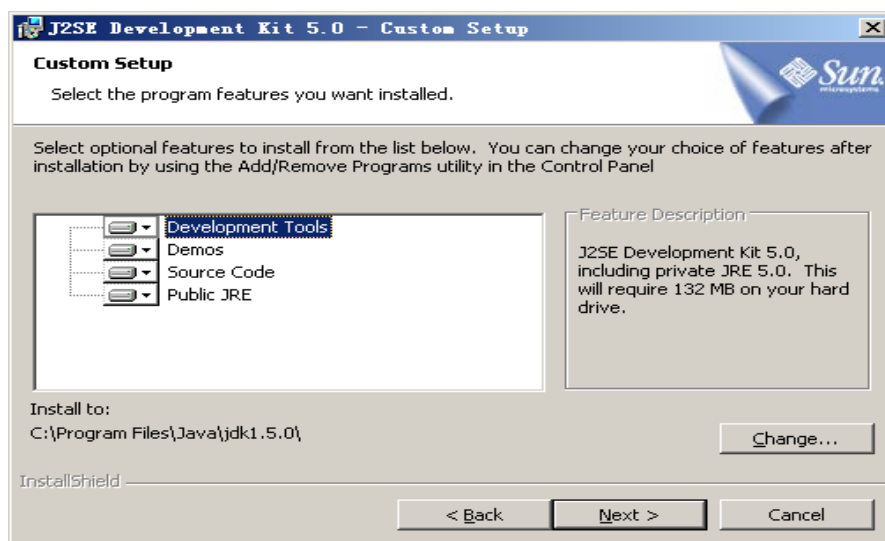 J2SE Development Kit 5.0 - Custom Setup
Custom Setup
Select the program features you want installed.
Sun
microsystems
Select optional features to install from the list below. You can change your choice of features after
installation by using the Add/Remove Programs utility in the Control Panel
Development Tools
Demos
Source Code
Public JRE
Feature Description
J2SE Development Kit 5.0,
including private JRE 5.0. This
will require 132 MB on your hard
drive.
Install to:
C:\Program Files\Java\jdk1.5.0\
Change...
InstallShield
< Back
Next >
Cancel